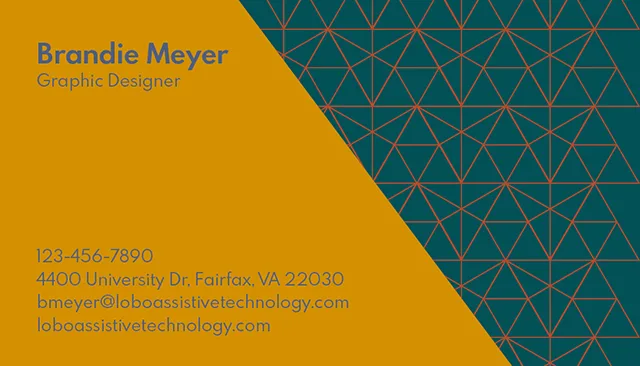 Brandie Meyer
Graphic Designer
123-456-7890
4400 University Dr, Fairfax, VA 22030
bmeyer@loboassistivetechnology.com
loboassistivetechnology.com